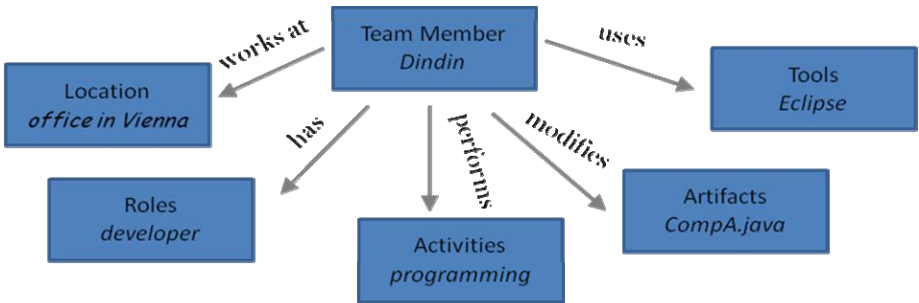 Team Member
Dindin
works at
uses
Location
office in Vienna
Tools
Eclipse
has
performs
modifies
Roles
developer
Artifacts
CompA.java
Activities
programming